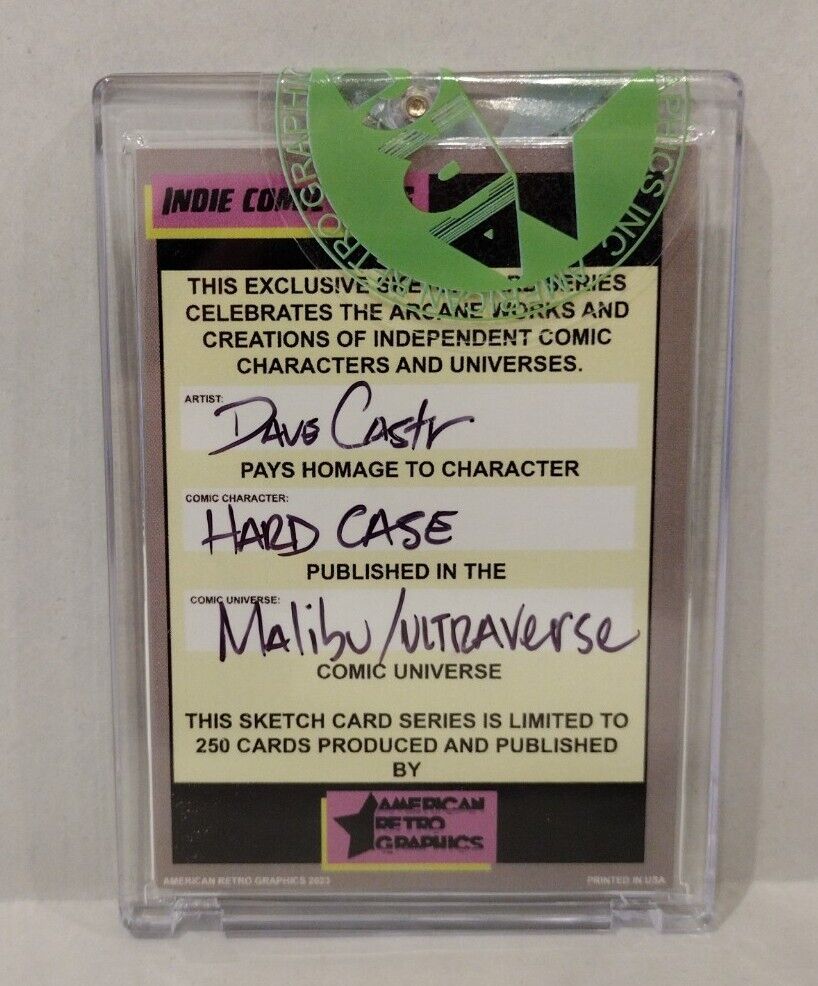 INDIE COMIC
THIS EXCLUSIVE SERIES
CELEBRATES THE ARCANE WORKS AND
CREATIONS OF INDEPENDENT COMIC
CHARACTERS AND UNIVERSES.
ARTIST:
DAVE Castr
PAYS HOMAGE TO CHARACTER
COMIC CHARACTER:
HARD CASE
PUBLISHED IN THE
COMIC UNIVERSE:
Malibu/ULTRAVerse
COMIC UNIVERSE
THIS SKETCH CARD SERIES IS LIMITED TO
250 CARDS PRODUCED AND PUBLISHED
BY
AMERICAN
RETRO
GRAPHICS
AMERICAN RETRO GRAPHICS 2023 PRINTED IN USA